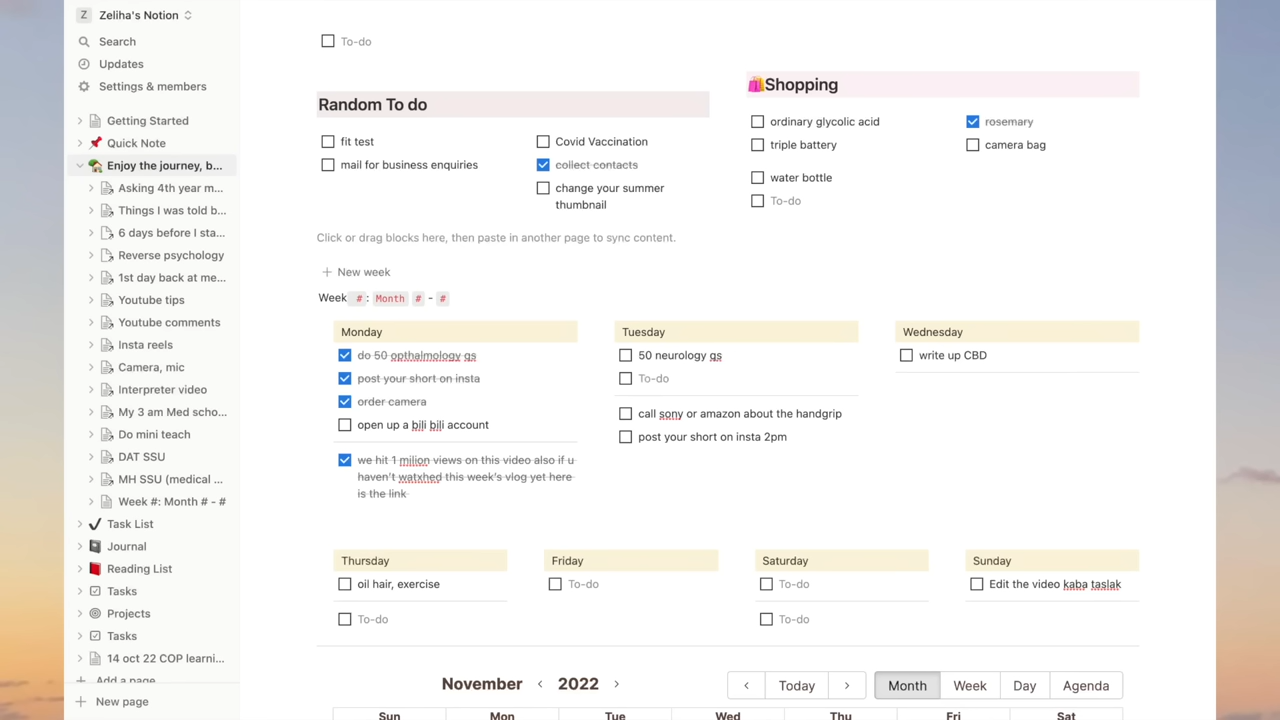 Z Zeliha's Notion
Search
Updates
Settings & members
Getting Started
Quick Note
Enjoy the journey, b...
Asking 4th year m...
Things I was told b...
6 days before I sta...
Reverse psychology
1st day back at me...
Youtube tips
Youtube comments
Insta reels
Camera, mic
Interpreter video
My 3 am Med scho...
Do mini teach
DAT SSU
MH SSU (medical ...
Week #: Month # - #
Task List
Journal
Reading List
Tasks
Projects
Tasks
14 oct 22 COP learni...
Add a page
New page
To-do
Random To do
fit test
mail for business enquiries
Covid Vaccination
collect contacts
change your summer
thumbnail
Shopping
ordinary glycolic acid
triple battery
water bottle
To-do
rosemary
camera bag
Click or drag blocks here, then paste in another page to sync content.
+ New week
Week #: Month # - #
Monday
do 50 opthalmology qs
post your short on insta
order camera
open up a bili bili account
we hit 1 milion views on this video also if u
haven't watxhed this week's vlog yet here
is the link
Tuesday
50 neurology qs
To-do
call sony or amazon about the handgrip
post your short on insta 2pm
Wednesday
write up CBD
Thursday
oil hair, exercise
To-do
Friday
To-do
Saturday
To-do
To-do
Sunday
Edit the video kaba taslak
November < 2022 >
< Today > Month Week Day Agenda
Sun Mon Tue Wed Thu Fri Sat